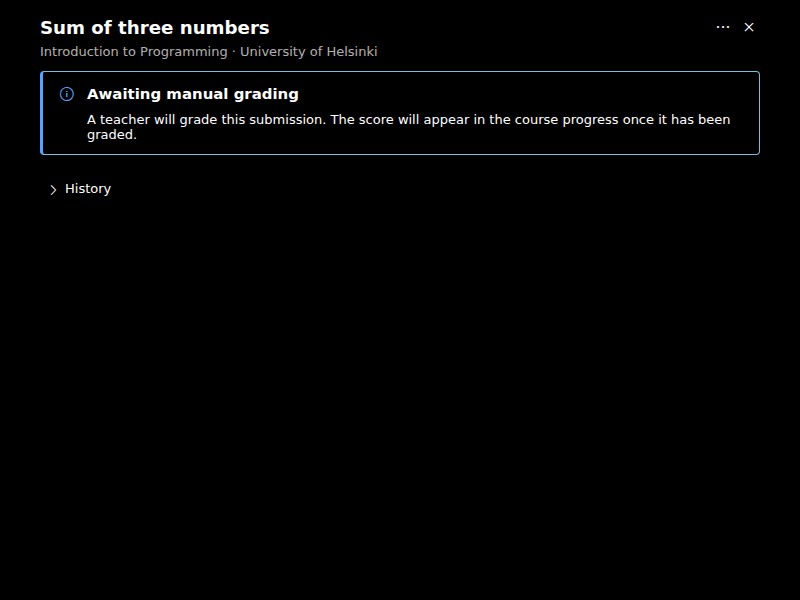 Sum of three numbers
Introduction to Programming · University of Helsinki
Awaiting manual grading
A teacher will grade this submission. The score will appear in the course progress once it has been
graded.
History